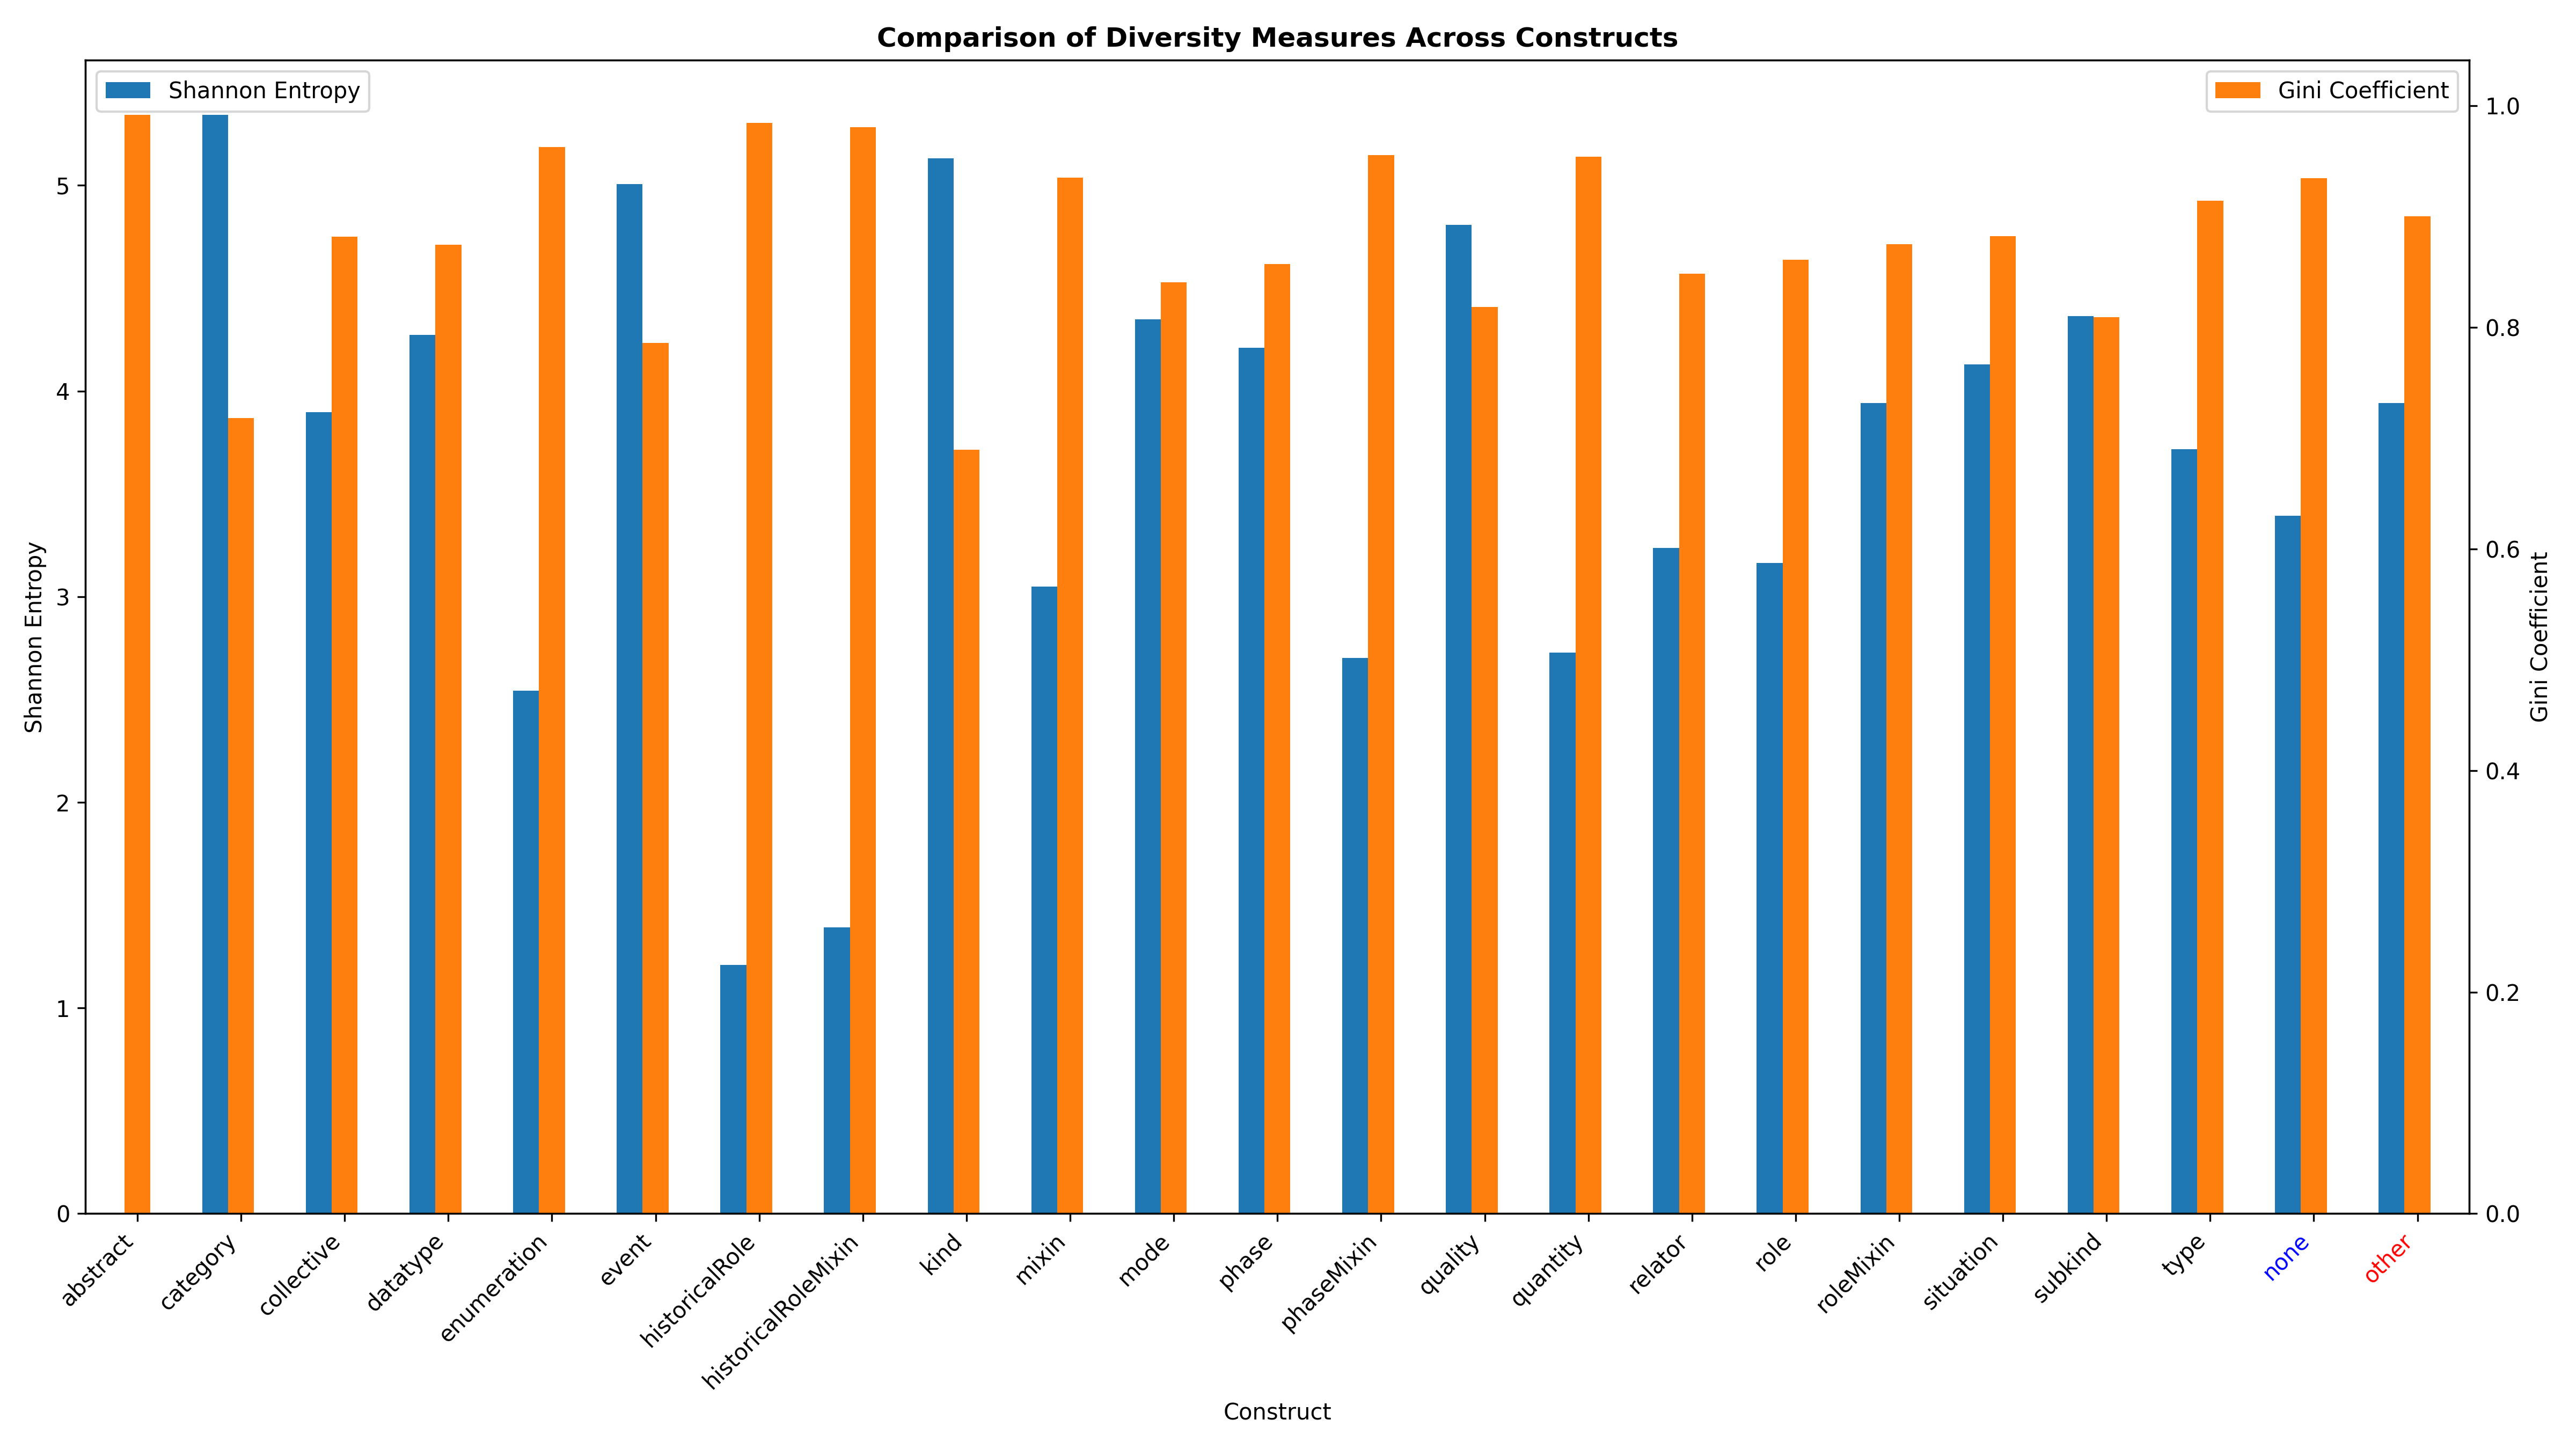 Comparison of Diversity Measures Across Constructs
Shannon Entropy
Gini Coefficient
5
4
3
2
1
0
Shannon Entropy
1.0
0.8
0.6
0.4
0.2
0.0
Gini Coefficient
abstract
category
collective
datatype
enumeration
event
historicalRole
historicalRoleMixin
kind
mixin
mode
phase
phaseMixin
quality
quantity
relator
role
roleMixin
situation
subkind
type
none
other
Construct